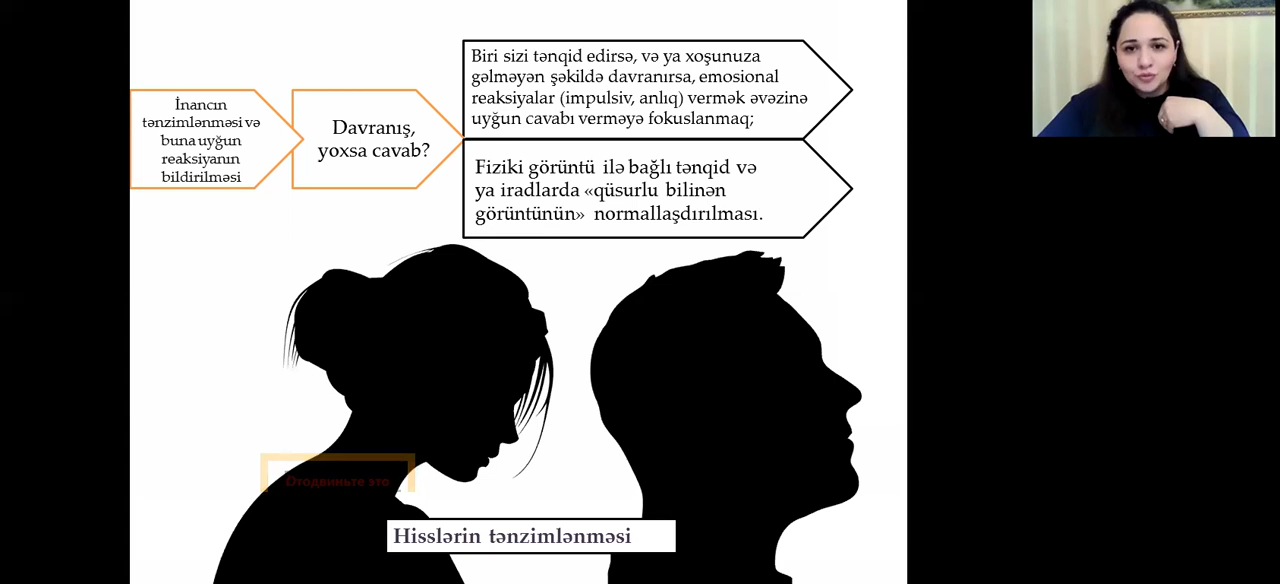 İnancın
tənzimlənməsi və
buna uyğun
reaksiyanın
bildirilməsi
Davranış,
yoxsa cavab?
Biri sizi tənqid edirsə, və ya xoşunuza
gəlməyən şəkildə davranırsa, emosional
reaksiyalar (impulsiv, anlıq) vermək əvəzinə
uyğun cavabı verməyə fokuslanmaq;
Fiziki görüntü ilə bağlı tənqid və
ya iradlarda «qüsurlu bilinən
görüntünün» normallaşdırılması.
Отодвиньте это
Hisslərin tənzimlənməsi